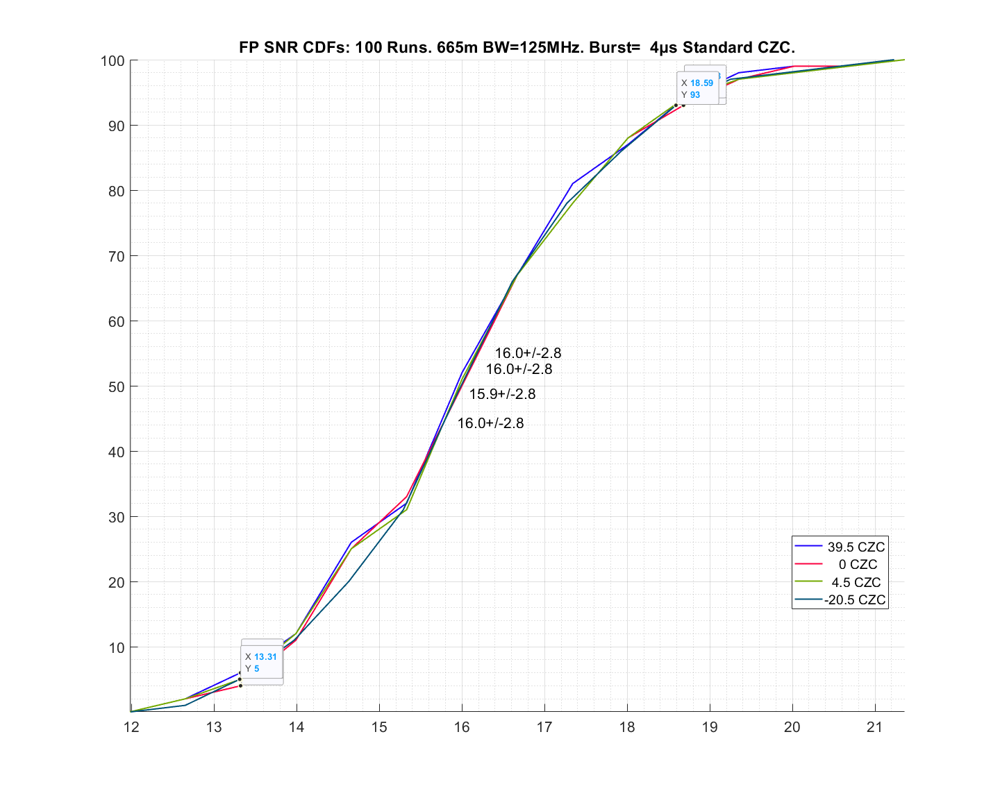 FP SNR CDFs: 100 Runs. 665m BW=125MHz. Burst=  4µs Standard CZC.
100
90
80
70
60
50
40
30
20
10
X 18.59
Y 93
16.0+/-2.8
16.0+/-2.8
15.9+/-2.8
16.0+/-2.8
39.5 CZC
0 CZC
4.5 CZC
-20.5 CZC
X 13.31
Y 5
12 13 14 15 16 17 18 19 20 21